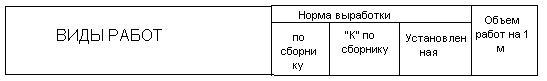 ВИДЫ РАБОТ
Норма выработки
по
сборни
ку
"К" по
сборнику
Установлен
ная
Объем
работ на 1
м